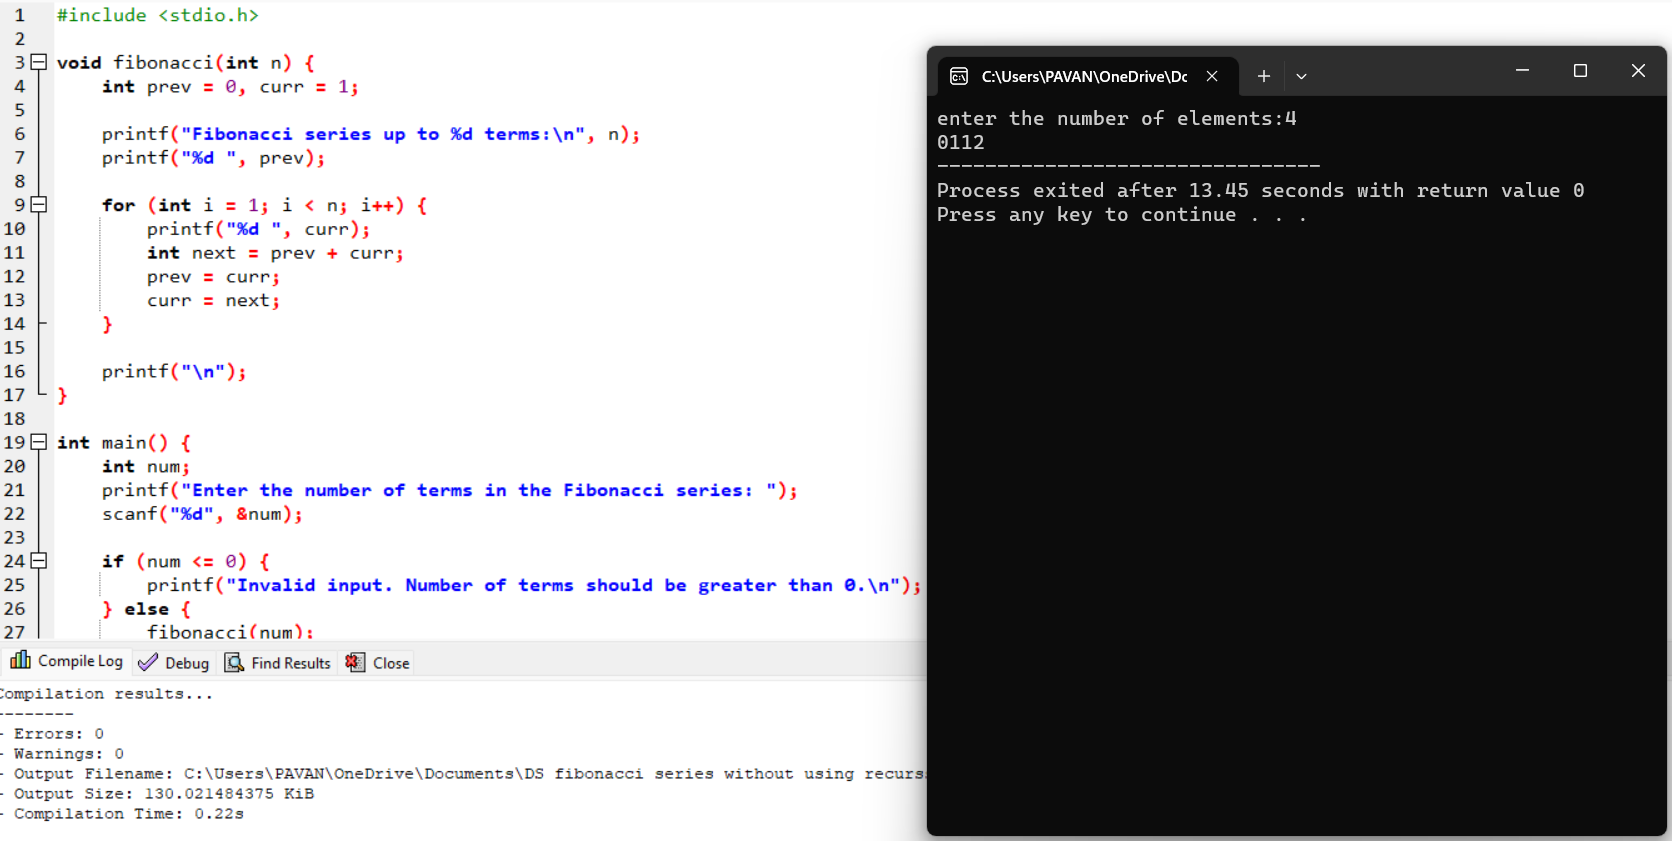 1 #include <stdio.h>
2
3 void fibonacci(int n) {
4 int prev = 0, curr = 1;
5
6 printf("Fibonacci series up to %d terms:\n", n);
7 printf("%d ", prev);
8
9 for (int i = 1; i < n; i++) {
10 printf("%d ", curr);
11 int next = prev + curr;
12 prev = curr;
13 curr = next;
14 }
15
16 printf("\n");
17 }
18
19 int main() {
20 int num;
21 printf("Enter the number of terms in the Fibonacci series: ");
22 scanf("%d", &num);
23
24 if (num <= 0) {
25 printf("Invalid input. Number of terms should be greater than 0.\n");
26 } else {
27 fibonacci(num);
Compile Log Debug Find Results Close
Compilation results...
--------
- Errors: 0
- Warnings: 0
- Output Filename: C:\Users\PAVAN\OneDrive\Documents\DS fibonacci series without using recurs
- Output Size: 130.021484375 KiB
- Compilation Time: 0.22s
C:\Users\PAVAN\OneDrive\Dc
enter the number of elements:4
0112
--------------------------------
Process exited after 13.45 seconds with return value 0
Press any key to continue . . .